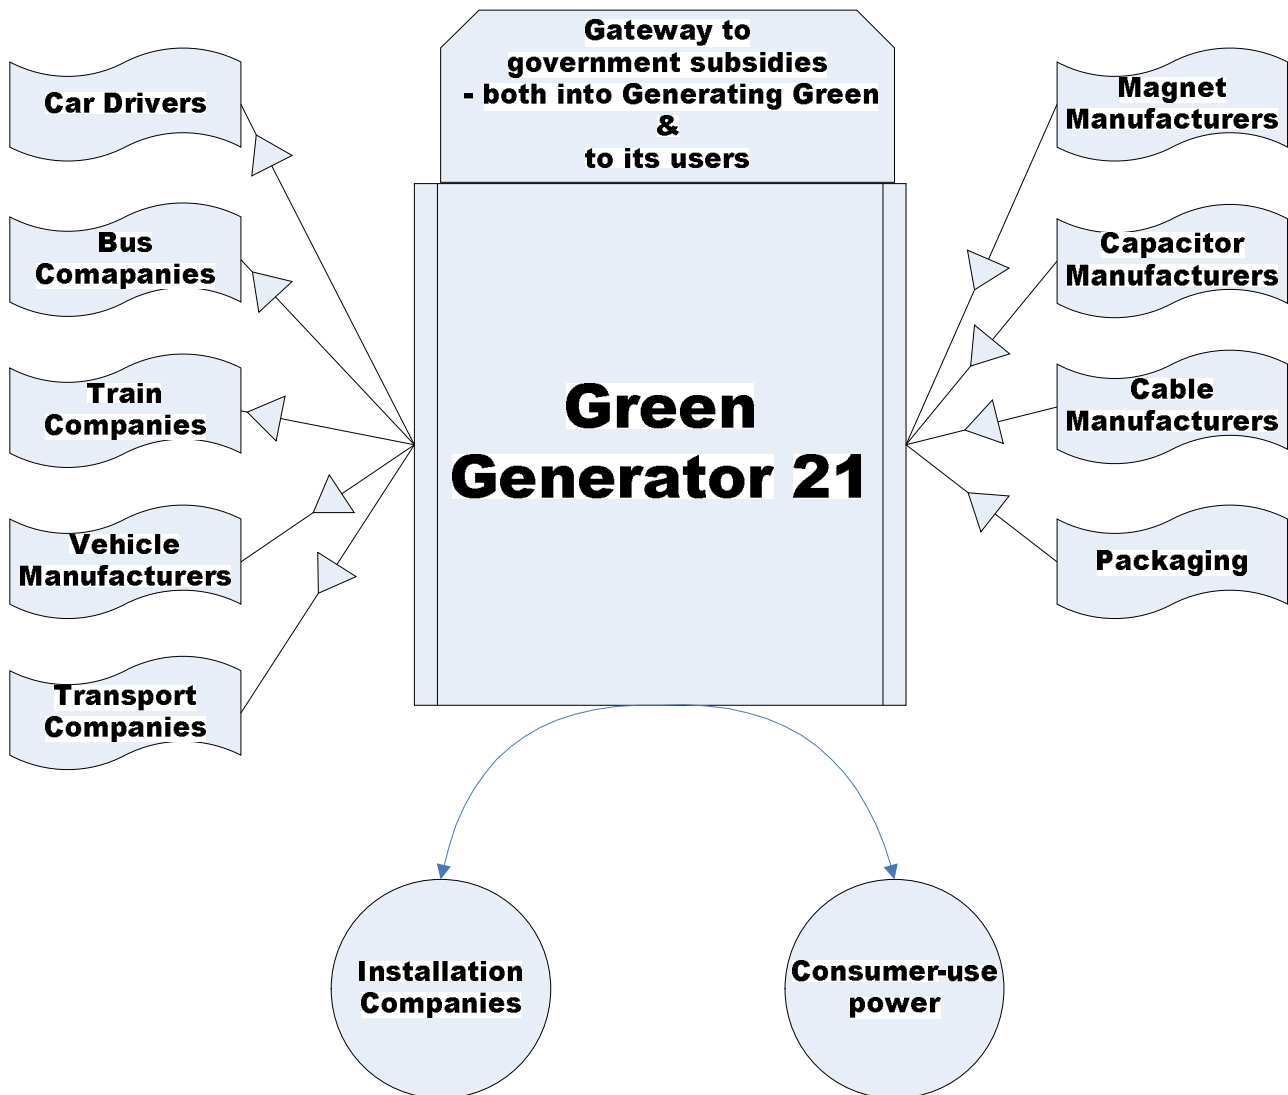 Gateway to
government subsidies
- both into Generating Green
&
to its users
Car Drivers
Bus
Comapanies
Train
Companies
Vehicle
Manufacturers
Transport
Companies
Green
Generator 21
Magnet
Manufacturers
Capacitor
Manufacturers
Cable
Manufacturers
Packaging
Installation
Companies
Consumer-use
power